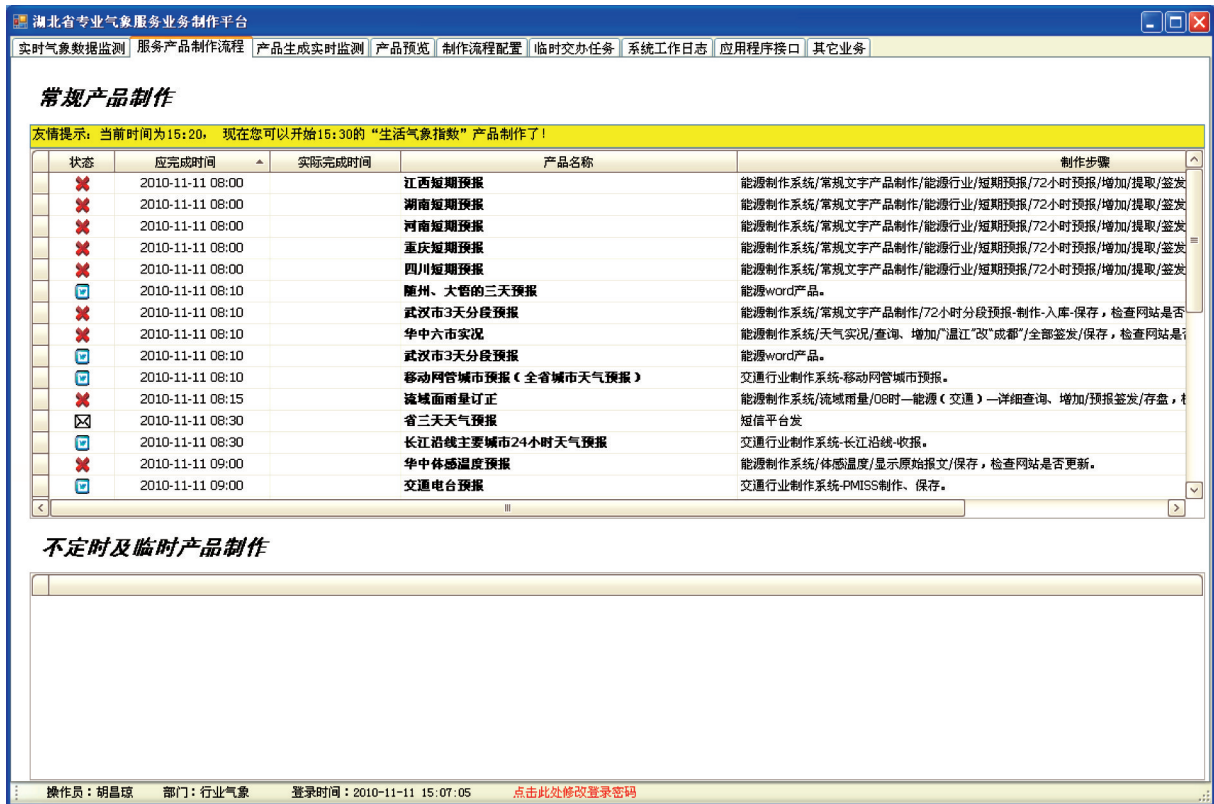 湖北省专业气象服务业务制作平台
实时气象数据监测 服务产品制作流程 产品生成实时监测 产品预览 制作流程配置 临时交办任务 系统工作日志 应用程序接口 其它业务
常规产品制作
友情提示：当前时间为15:20， 现在您可以开始15:30的“生活气象指数”产品制作了！
状态 应完成时间 实际完成时间 产品名称 制作步骤
2010-11-11 08:00 江西短期预报 能源制作系统/常规文字产品制作/能源行业/短期预报/72小时预报/增加/提取/签发
2010-11-11 08:00 湖南短期预报 能源制作系统/常规文字产品制作/能源行业/短期预报/72小时预报/增加/提取/签发
2010-11-11 08:00 河南短期预报 能源制作系统/常规文字产品制作/能源行业/短期预报/72小时预报/增加/提取/签发
2010-11-11 08:00 重庆短期预报 能源制作系统/常规文字产品制作/能源行业/短期预报/72小时预报/增加/提取/签发
2010-11-11 08:00 四川短期预报 能源制作系统/常规文字产品制作/能源行业/短期预报/72小时预报/增加/提取/签发
2010-11-11 08:10 随州、大悟的三天预报 能源word产品。
2010-11-11 08:10 武汉市3天分段预报 能源制作系统/常规文字产品制作/72小时分段预报-制作-入库-保存，检查网站是否
2010-11-11 08:10 华中六市实况 能源制作系统/天气实况/查询、增加/“温江”改“成都”/全部签发/保存，检查网站是
2010-11-11 08:10 武汉市3天分段预报 能源word产品。
2010-11-11 08:10 移动网管城市预报（全省城市天气预报） 交通行业制作系统-移动网管城市预报。
2010-11-11 08:15 流域面雨量订正 能源制作系统/流域雨量/08时—能源（交通）—详细查询、增加/预报签发/存盘，
2010-11-11 08:30 省三天天气预报 短信平台发
2010-11-11 08:30 长江沿线主要城市24小时天气预报 交通行业制作系统-长江沿线-收报。
2010-11-11 09:00 华中体感温度预报 能源制作系统/体感温度/显示原始报文/保存，检查网站是否更新。
2010-11-11 09:00 交通电台预报 交通行业制作系统-PMISS制作、保存。
不定时及临时产品制作
操作员：胡昌琼 部门：行业气象 登录时间：2010-11-11 15:07:05 点击此处修改登录密码